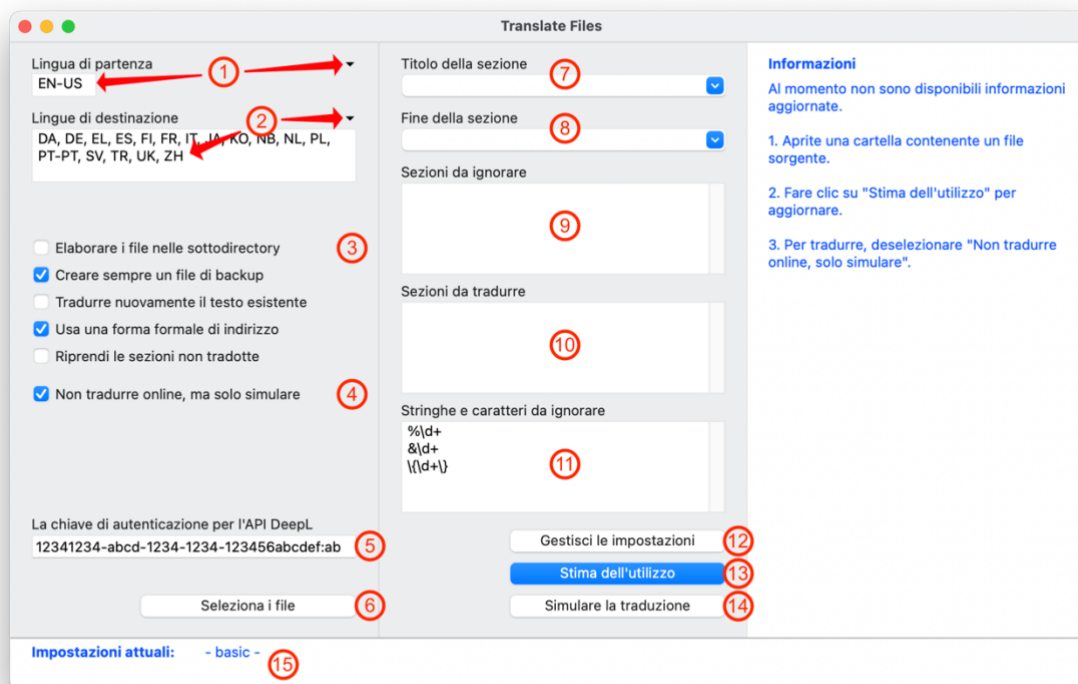 Translate Files
Lingua di partenza
1
EN-US
Lingue di destinazione
2
DA, DE, EL, ES, FI, FR, IT, JA, KO, NB, NL, PL,
PT-PT, SV, TR, UK, ZH
Elaborare i file nelle sottodirectory
3
Creare sempre un file di backup
Tradurre nuovamente il testo esistente
Usa una forma formale di indirizzo
Riprendi le sezioni non tradotte
Non tradurre online, ma solo simulare
4
La chiave di autenticazione per l'API DeepL
12341234-abcd-1234-1234-123456abcdef:ab
5
Seleziona i file
6
Titolo della sezione
7
Fine della sezione
8
Sezioni da ignorare
9
Sezioni da tradurre
10
Stringhe e caratteri da ignorare
%\d+
&\d+
\{\d+\}
11
Gestisci le impostazioni
12
Stima dell'utilizzo
13
Simulare la traduzione
14
Informazioni
Al momento non sono disponibili informazioni
aggiornate.
1. Aprite una cartella contenente un file
sorgente.
2. Fare clic su "Stima dell'utilizzo" per
aggiornare.
3. Per tradurre, deselezionare "Non tradurre
online, solo simulare".
Impostazioni attuali:
- basic -
15